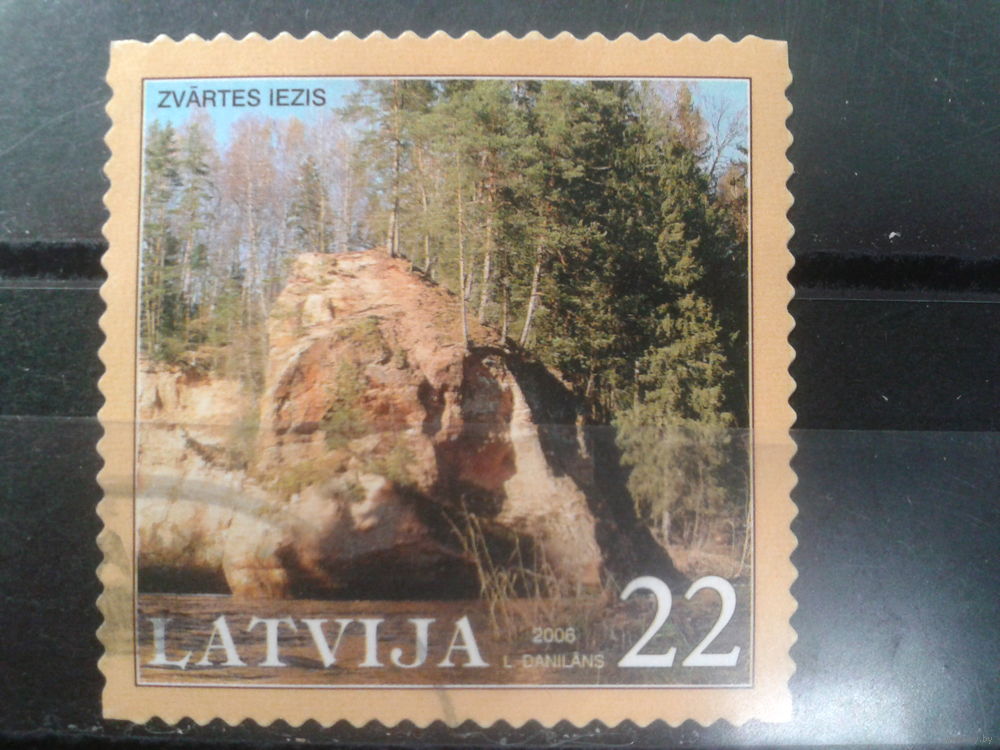 ZVĀRTES IEZIS
LATVIJA
2006
L. DANILĀNS
22